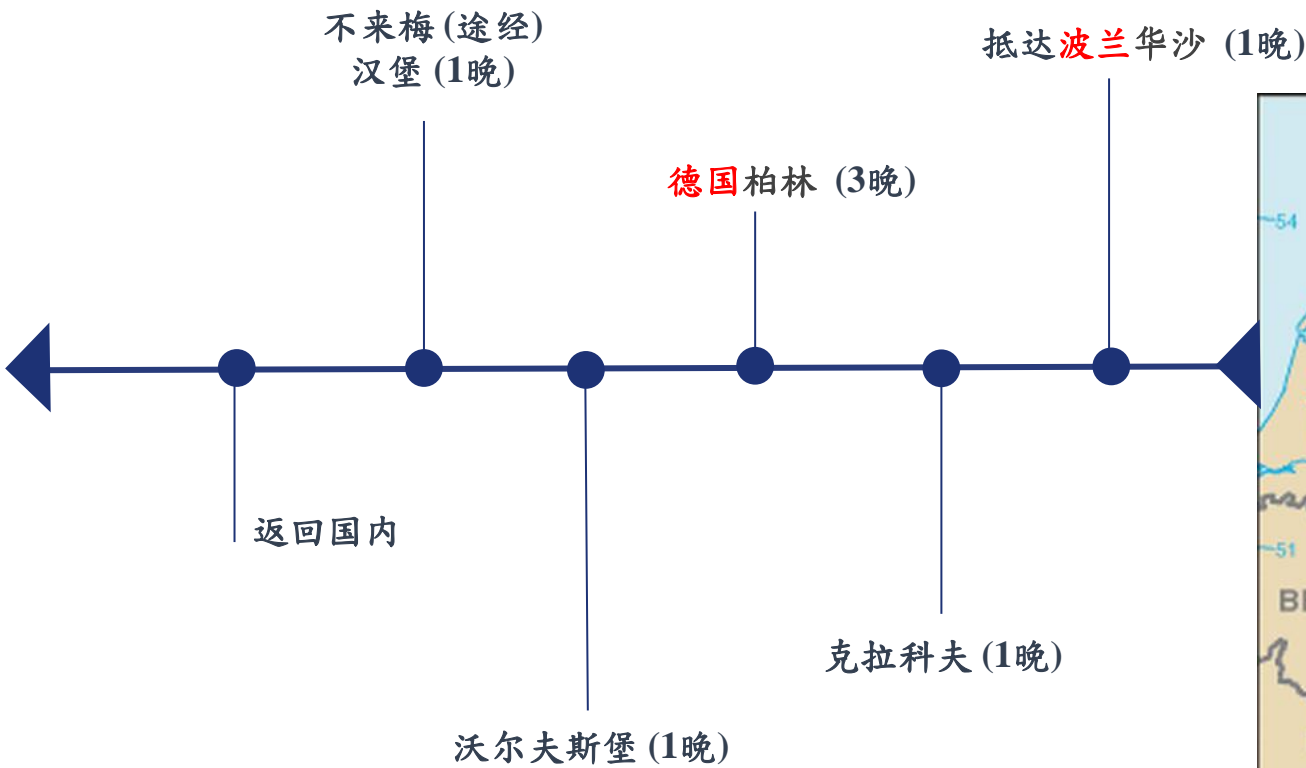 不来梅 (途经)
汉堡 (1晚)
抵达波兰华沙 (1晚)
德国柏林 (3晚)
54
返回国内
51
克拉科夫 (1晚)
沃尔夫斯堡 (1晚)